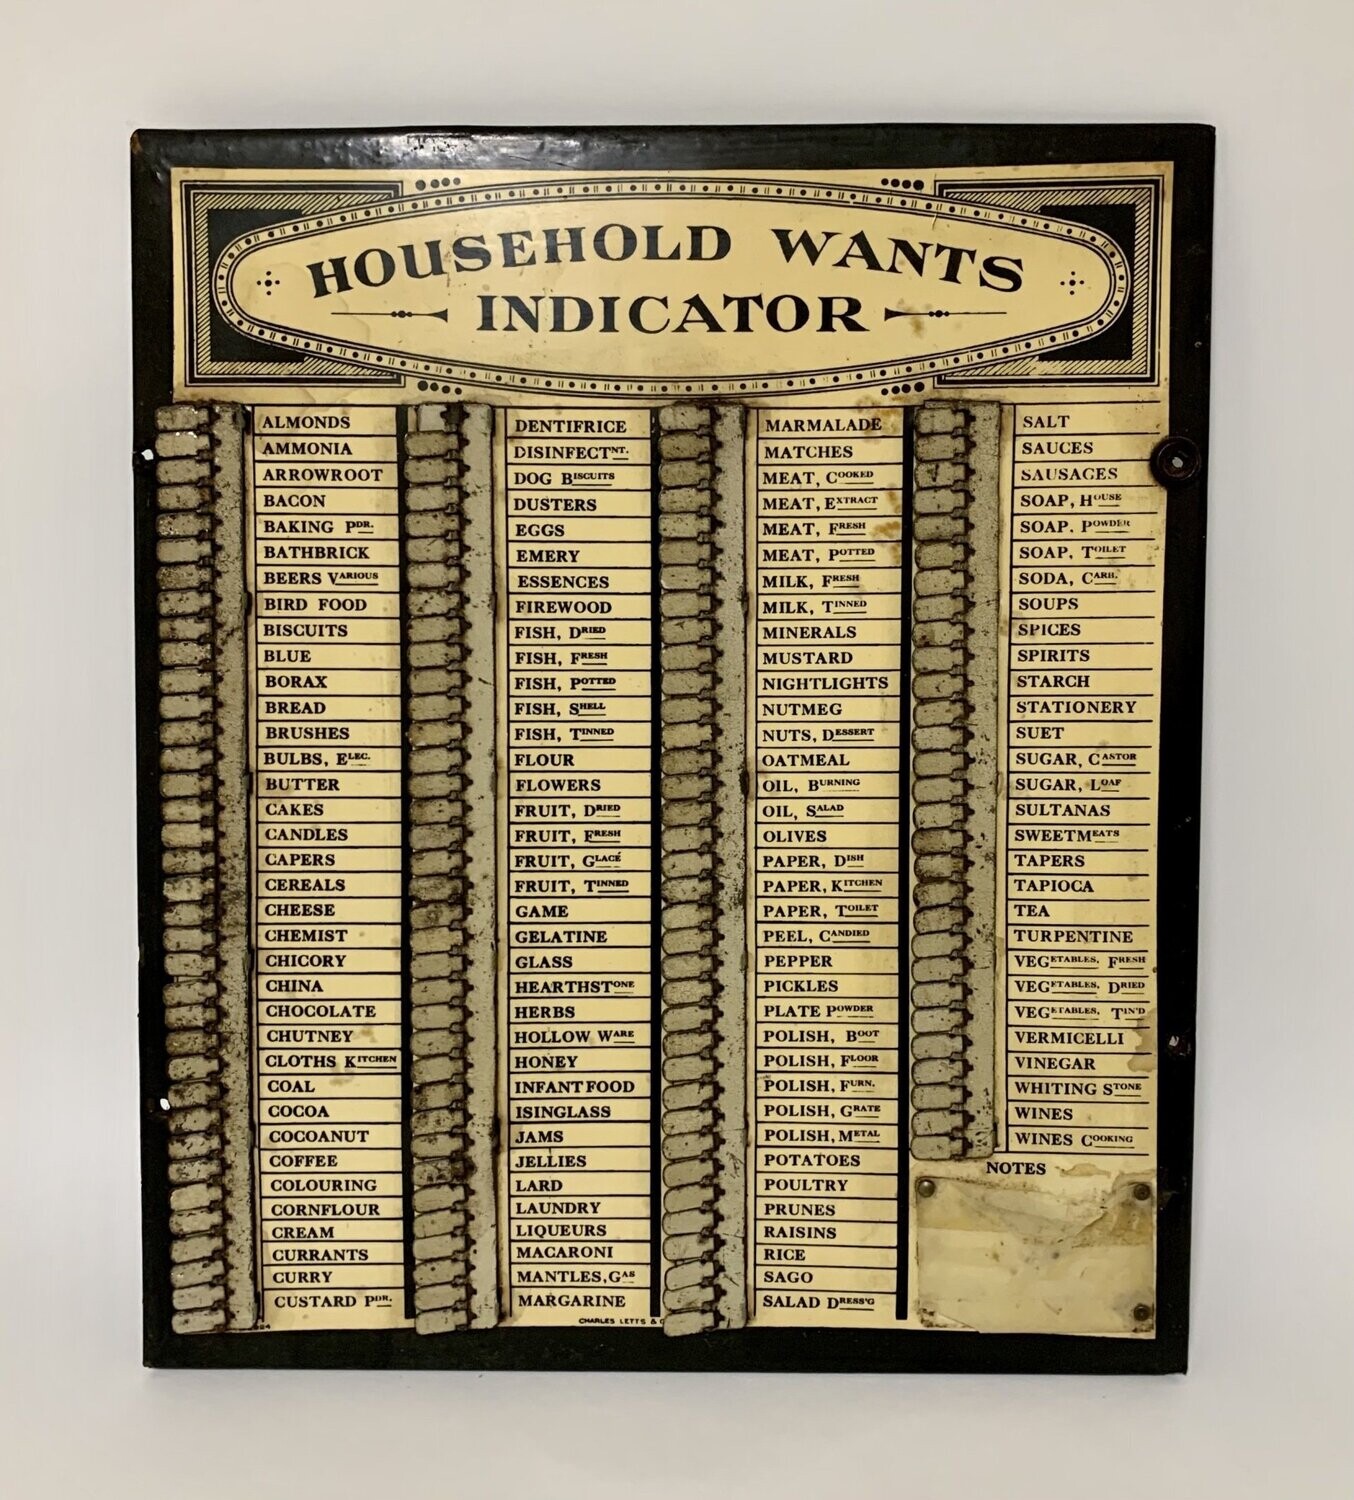 HOUSEHOLD WANTS
INDICATOR
ALMONDS
AMMONIA
ARROWROOT
BACON
BAKING PDR.
BATHBRICK
BEERS VARIOUS
BIRD FOOD
BISCUITS
BLUE
BORAX
BREAD
BRUSHES
BULBS, ELEC.
BUTTER
CAKES
CANDLES
CAPERS
CEREALS
CHEESE
CHEMIST
CHICORY
CHINA
CHOCOLATE
CHUTNEY
CLOTHS KITCHEN
COAL
COCOA
COCOANUT
COFFEE
COLOURING
CORNFLOUR
CREAM
CURRANTS
CURRY
CUSTARD PDR.
DENTIFRICE
DISINFECTNT.
DOG BISCUITS
DUSTERS
EGGS
EMERY
ESSENCES
FIREWOOD
FISH, DRIED
FISH, FRESH
FISH, POTTED
FISH, SHELL
FISH, TINNED
FLOUR
FLOWERS
FRUIT, DRIED
FRUIT, FRESH
FRUIT, GLACÉ
FRUIT, TINNED
GAME
GELATINE
GLASS
HEARTHSTONE
HERBS
HOLLOW WARE
HONEY
INFANT FOOD
ISINGLASS
JAMS
JELLIES
LARD
LAUNDRY
LIQUEURS
MACARONI
MANTLES, GAS
MARGARINE
CHARLES LETTS &
MARMALADE
MATCHES
MEAT, COOKED
MEAT, EXTRACT
MEAT, FRESH
MEAT, POTTED
MILK, FRESH
MILK, TINNED
MINERALS
MUSTARD
NIGHTLIGHTS
NUTMEG
NUTS, DESSERT
OATMEAL
OIL, BURNING
OIL, SALAD
OLIVES
PAPER, DISH
PAPER, KITCHEN
PAPER, TOILET
PEEL, CANDIED
PEPPER
PICKLES
PLATE POWDER
POLISH, BOOT
POLISH, FLOOR
POLISH, FURN.
POLISH, GRATE
POLISH, METAL
POTATOES
POULTRY
PRUNES
RAISINS
RICE
SAGO
SALAD DRESS'G
SALT
SAUCES
SAUSAGES
SOAP, HOUSE
SOAP. POWDER
SOAP, TOILET
SODA, CARB.
SOUPS
SPICES
SPIRITS
STARCH
STATIONERY
SUET
SUGAR, CASTOR
SUGAR, LOAF
SULTANAS
SWEETMEATS
TAPERS
TAPIOCA
TEA
TURPENTINE
VEGETABLES, FRESH
VEGETABLES, DRIED
VEGETABLES, TIN'D
VERMICELLI
VINEGAR
WHITING STONE
WINES
WINES COOKING
NOTES